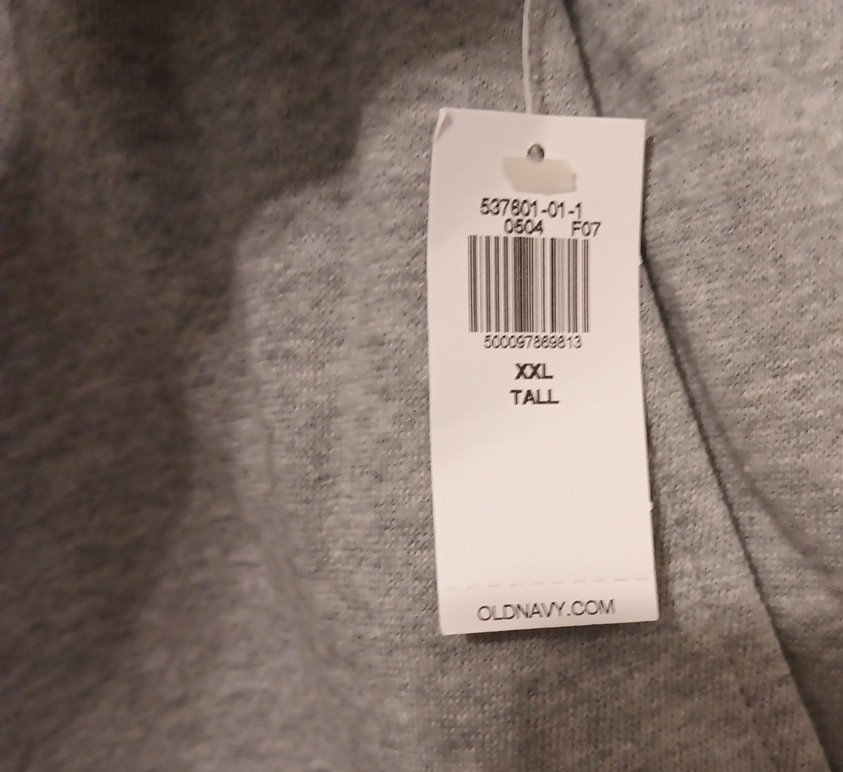 537601-01-1
0504 F07
500097869813
XXL
TALL
OLDNAVY.COM